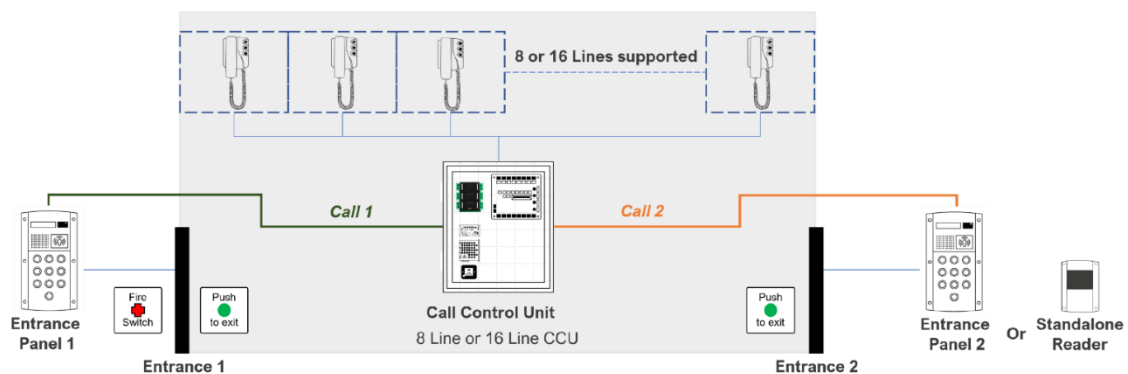 8 or 16 Lines supported
Call 1
Call 2
Fire
Switch
Push
to exit
Call Control Unit
8 Line or 16 Line CCU
Push
to exit
Entrance
Panel 1
Entrance
Panel 2
Or
Standalone
Reader
Entrance 1
Entrance 2